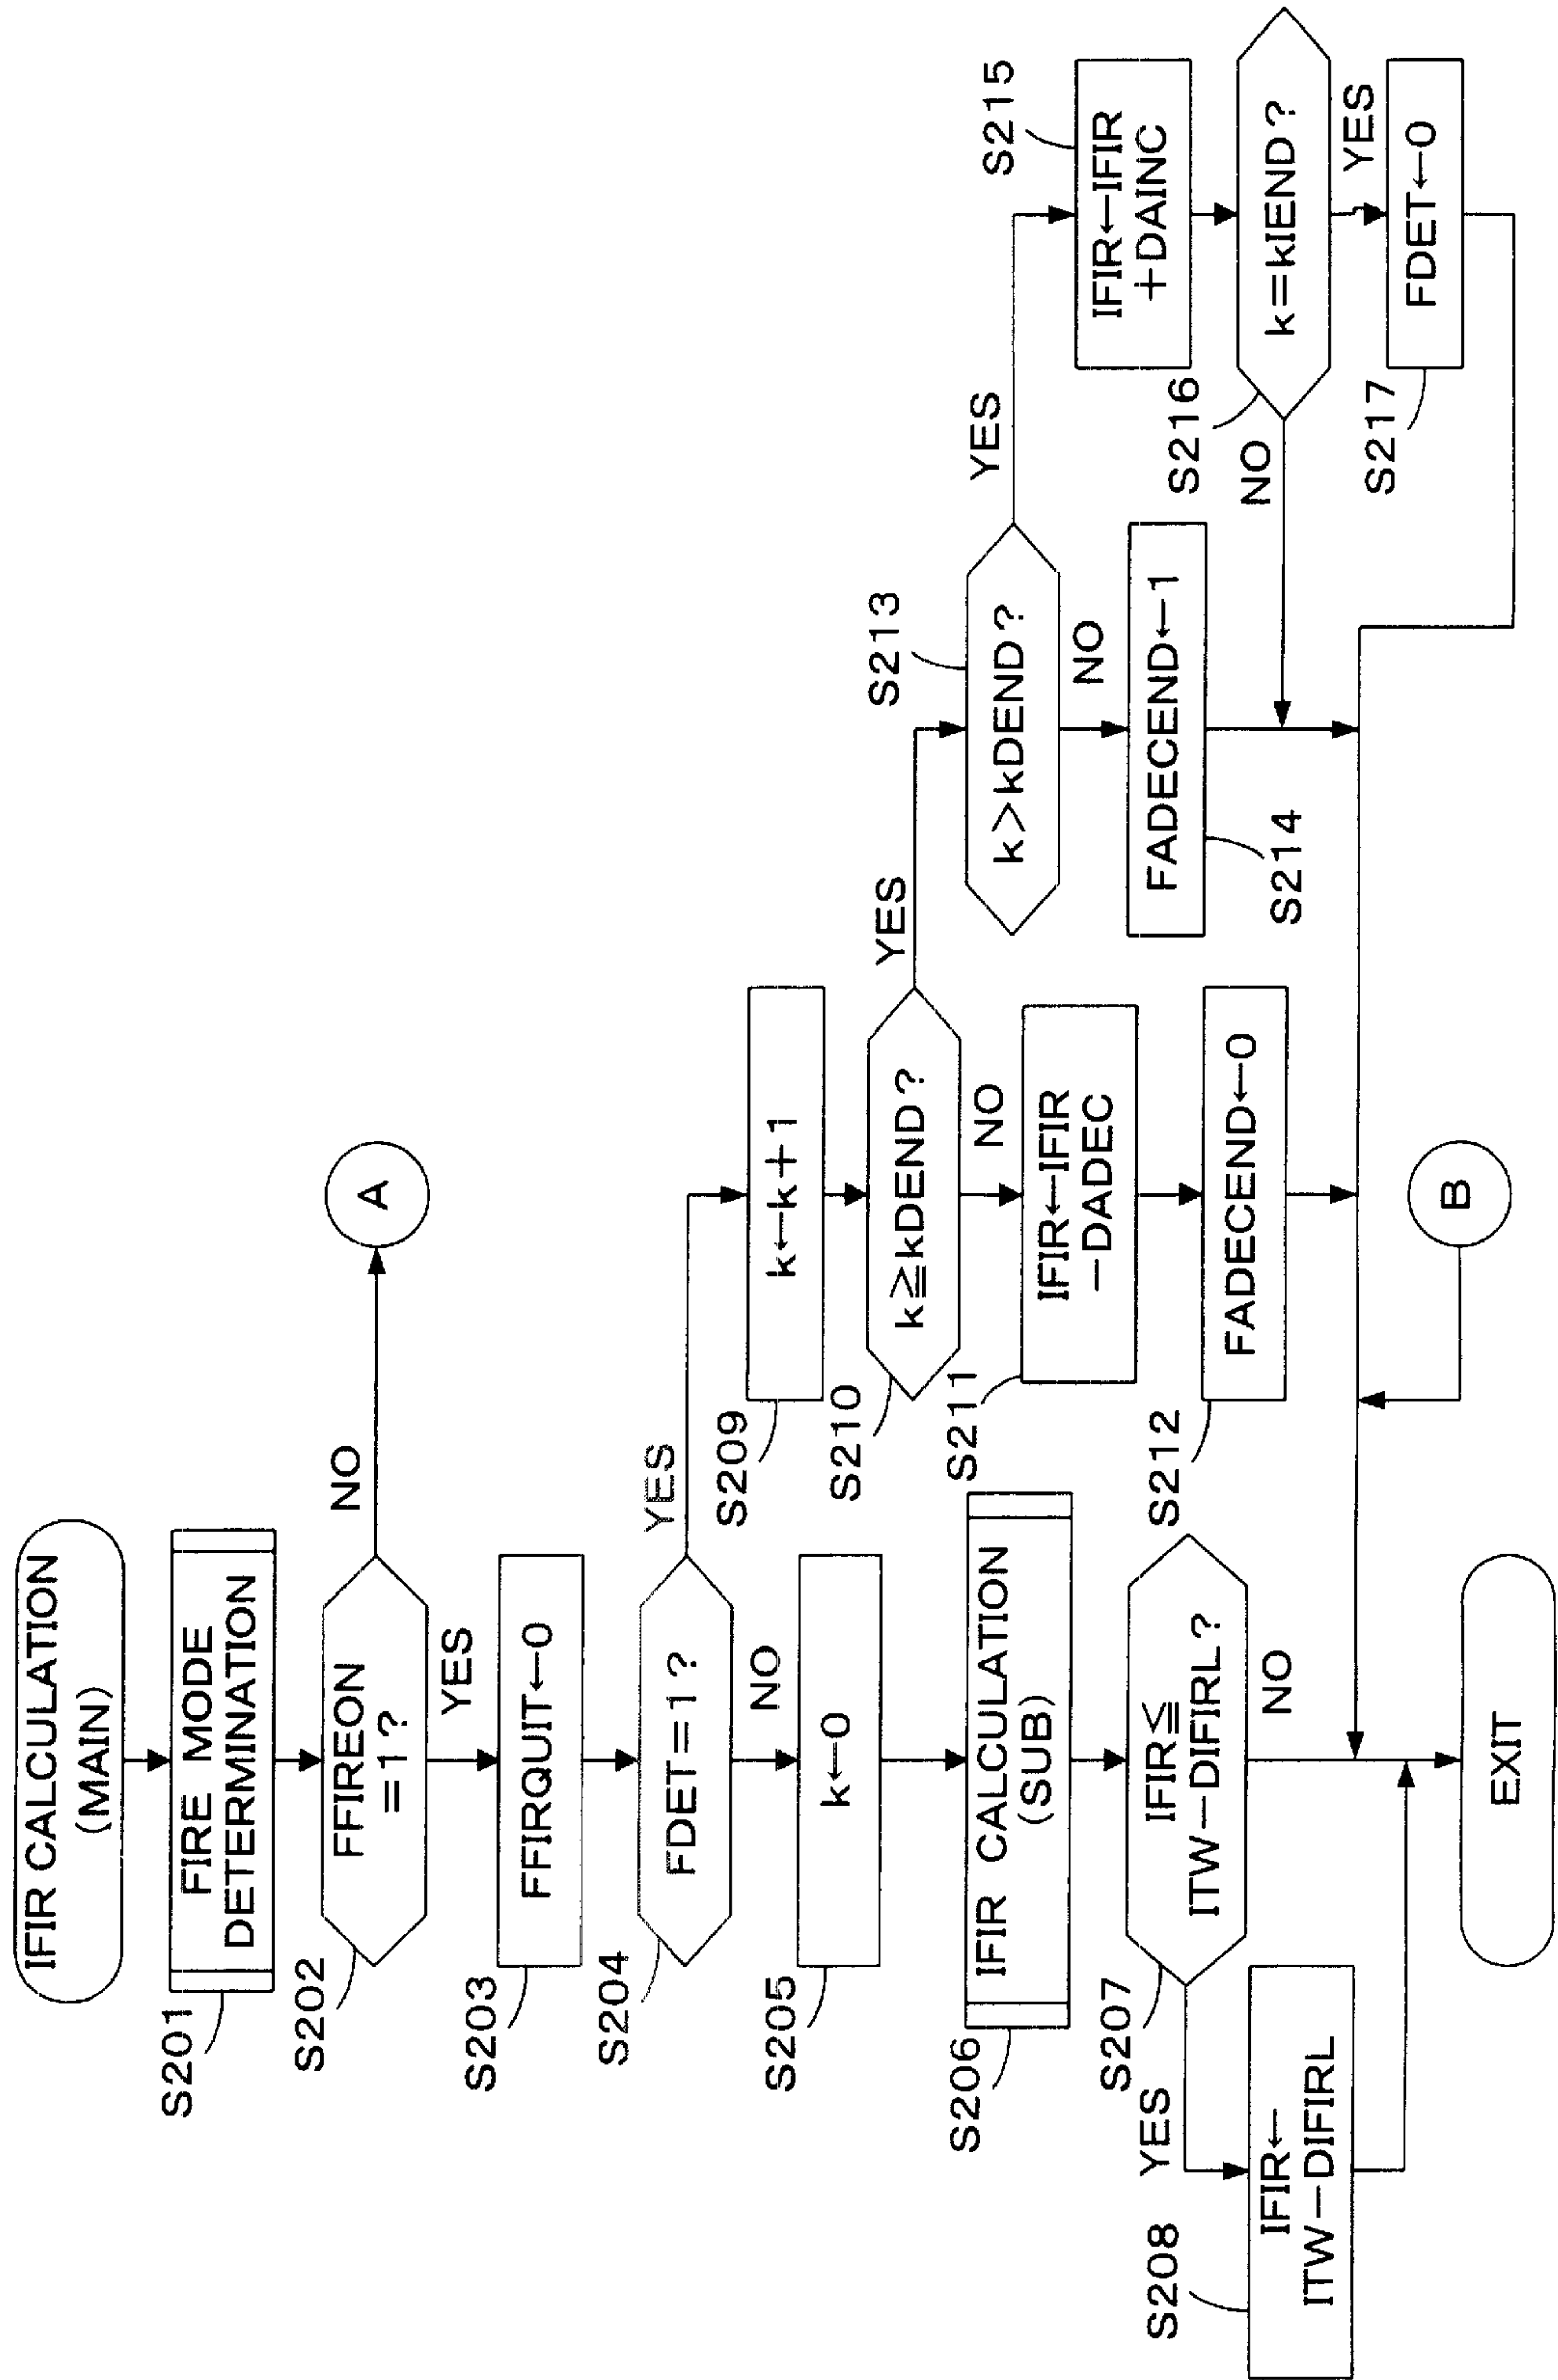 IFIR CALCULATION
(MAIN)
S201
FIRE MODE
DETERMINATION
S202
FFIREON
=1?
NO
A
YES
S203
FFIRQUIT←0
S204
FDET=1?
YES
NO
S205
k←0
S206
IFIR CALCULATION
(SUB)
S207
IFIR≦
ITW-DIFIRL?
YES
NO
S208
IFIR←
ITW-DIFIRL
S209
k←k+1
S210
k≧kDEND?
YES
NO
S211
IFIR←IFIR
-DADEC
S212
FADECEND←0
S213
k>kDEND?
YES
NO
S214
FADECEND←1
S215
IFIR←IFIR
+DAINC
S216
k=kIEND?
NO
YES
S217
FDET←0
B
EXIT